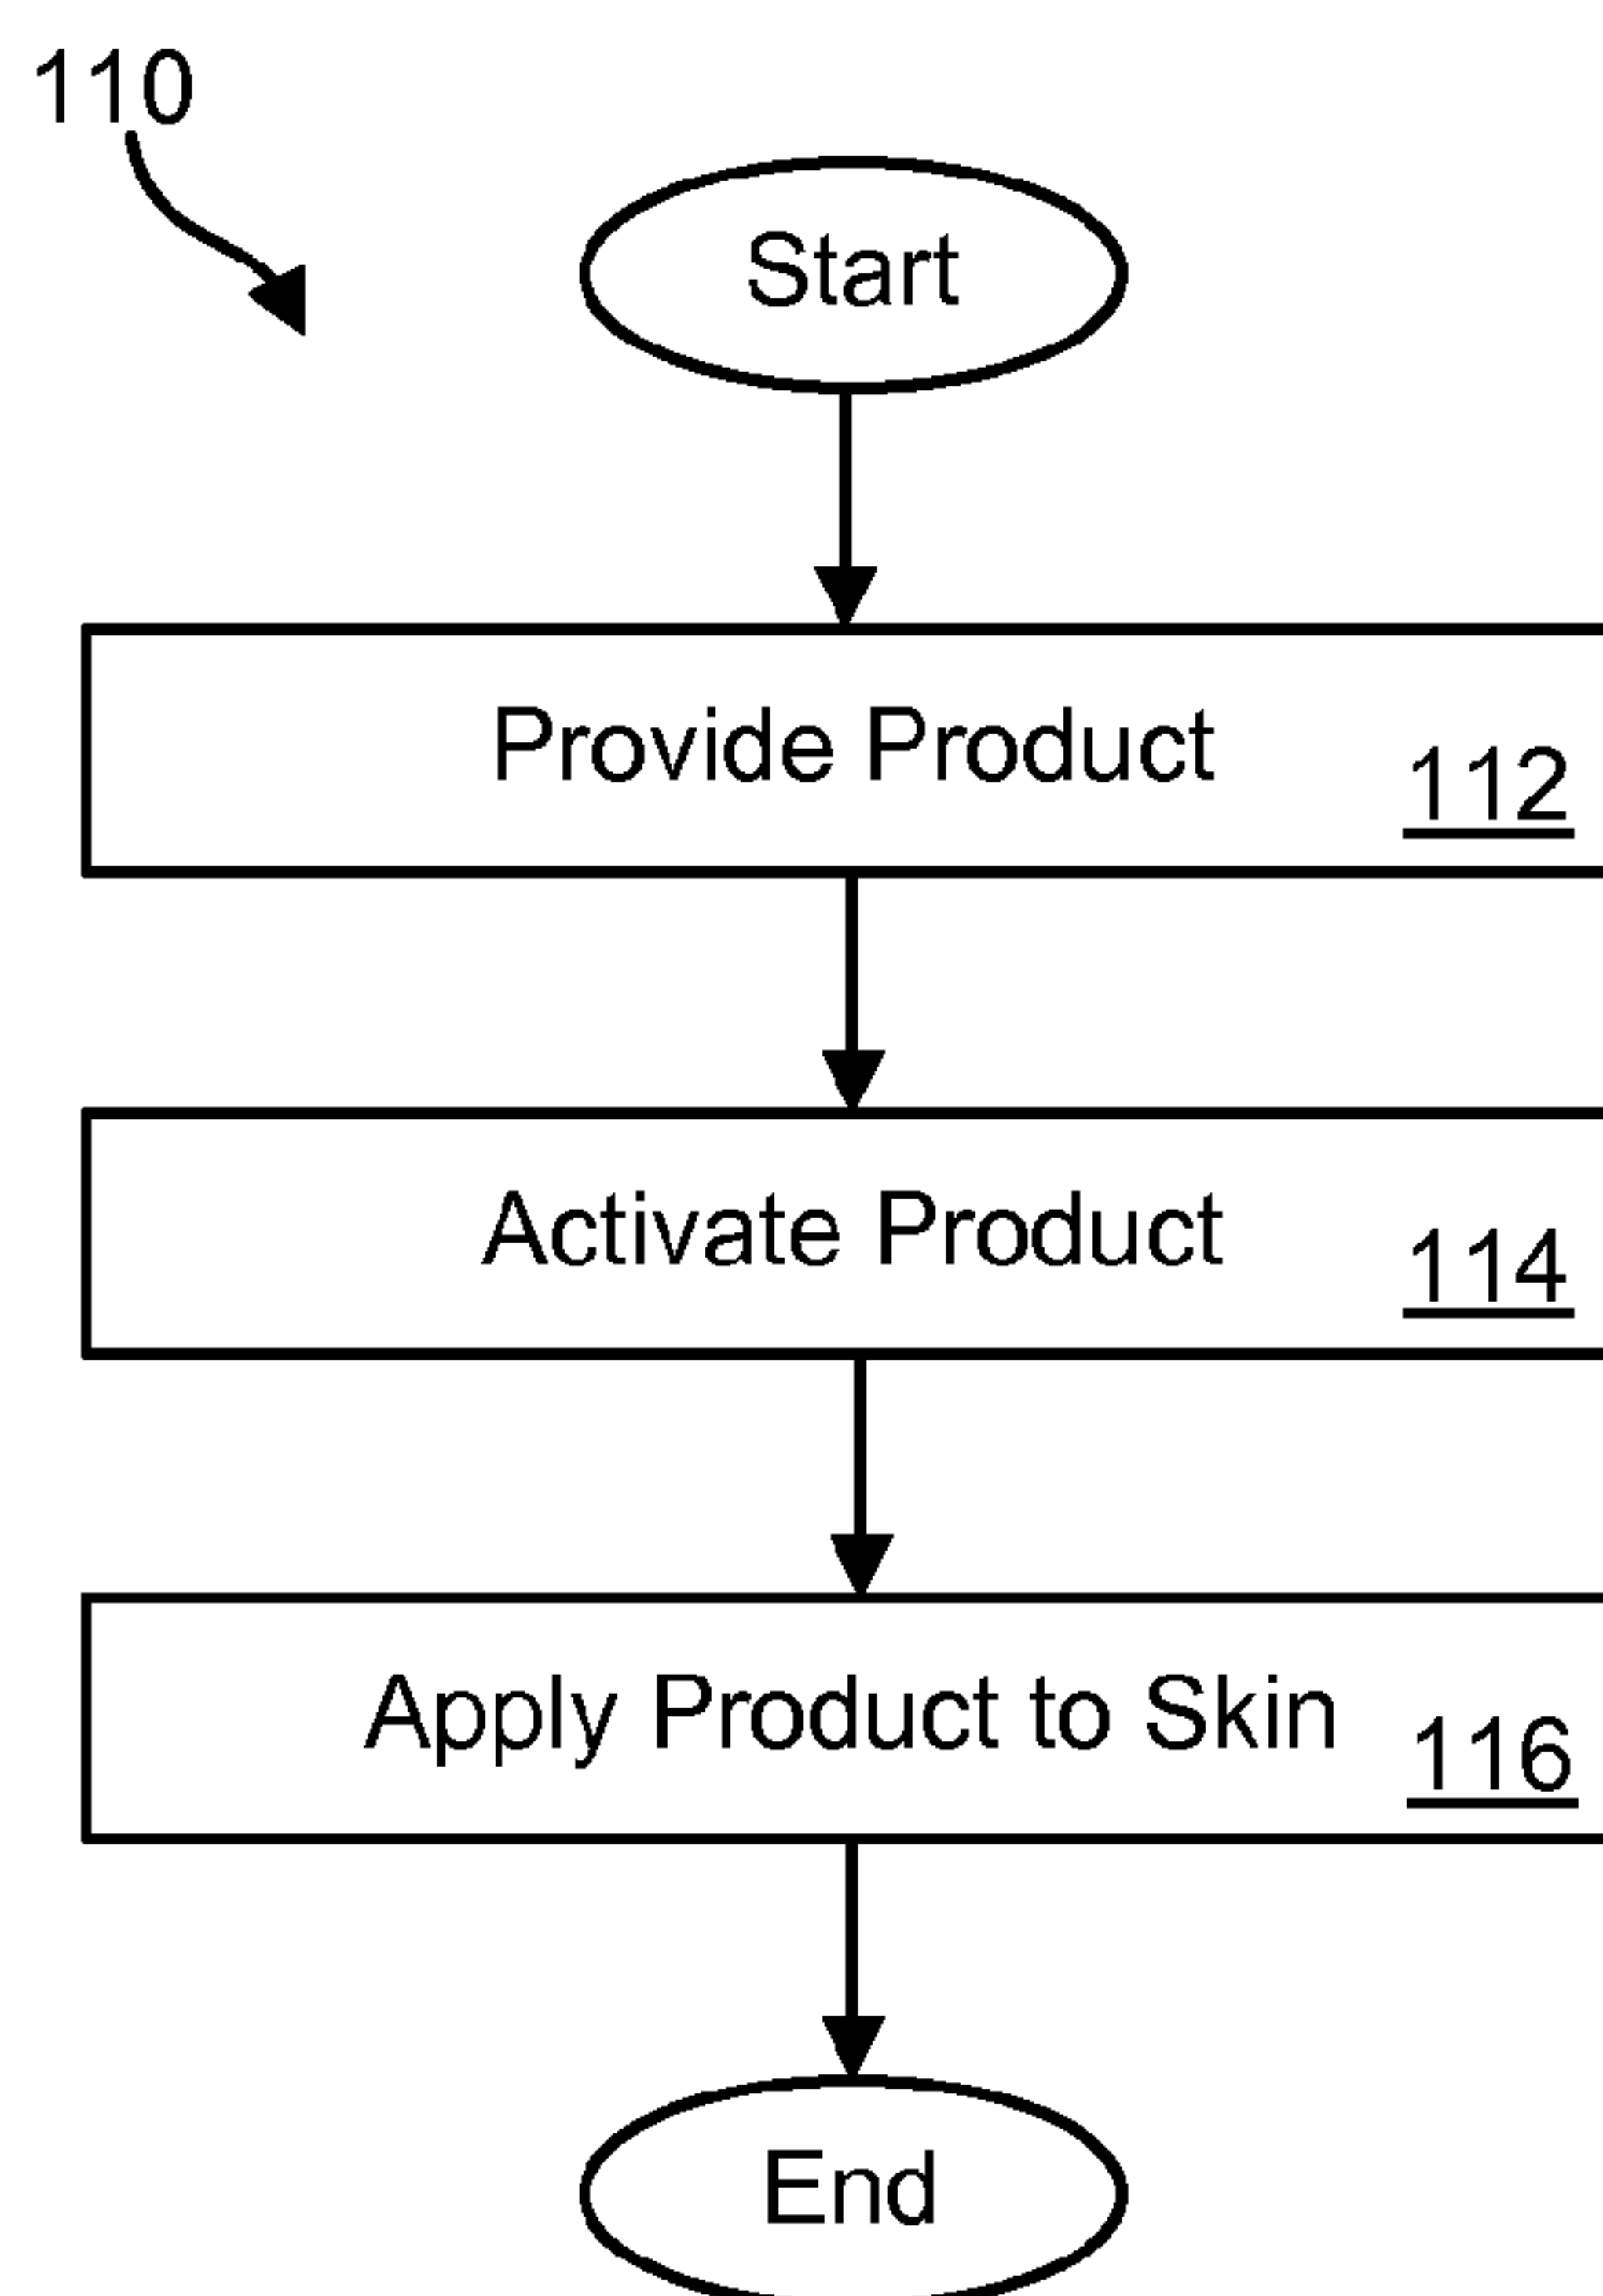 110
Start
Provide Product
112
Activate Product
114
Apply Product to Skin
116
End